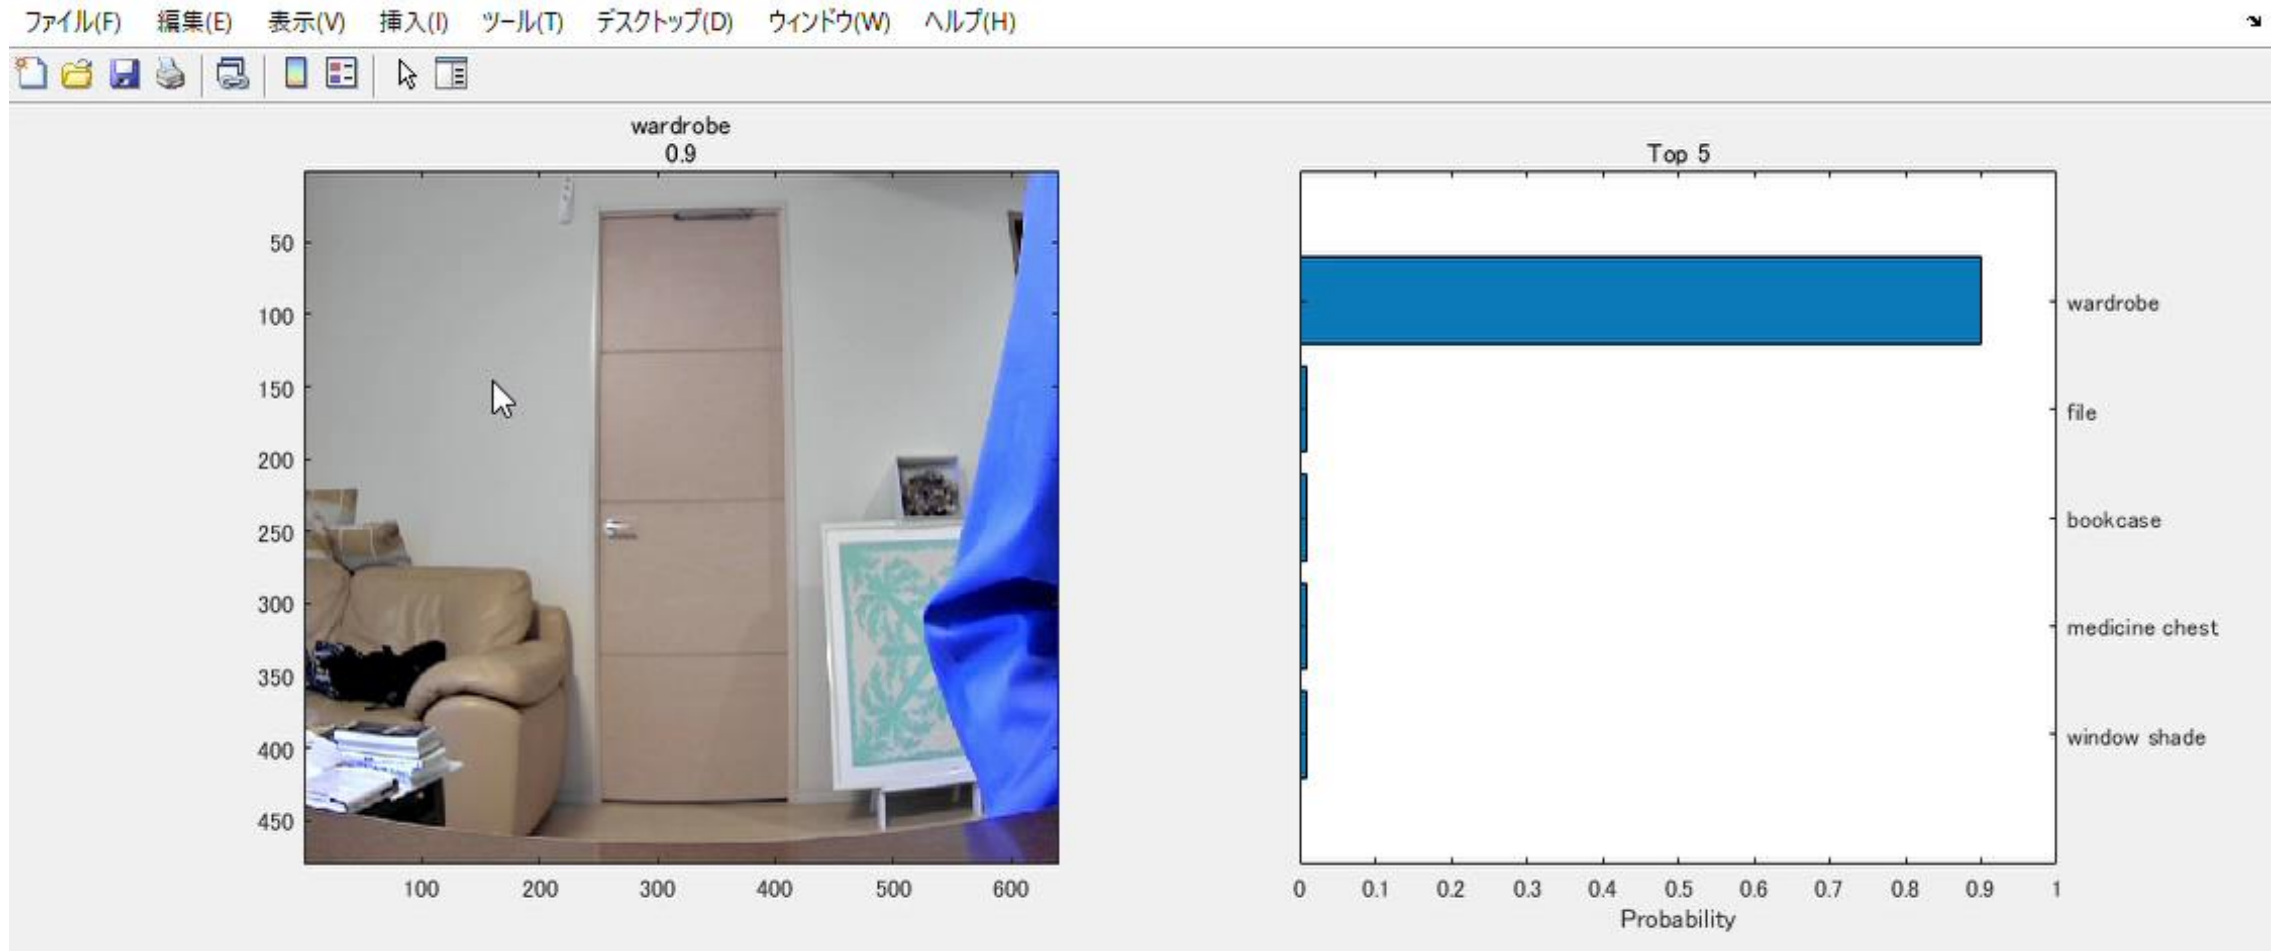 ファイル(F) 編集(E) 表示(V) 挿入(I) ツール(T) デスクトップ(D) ウィンドウ(W) ヘルプ(H)
wardrobe
0.9
50
100
150
200
250
300
350
400
450
100 200 300 400 500 600
Top 5
wardrobe
file
bookcase
medicine chest
window shade
0 0.1 0.2 0.3 0.4 0.5 0.6 0.7 0.8 0.9 1
Probability